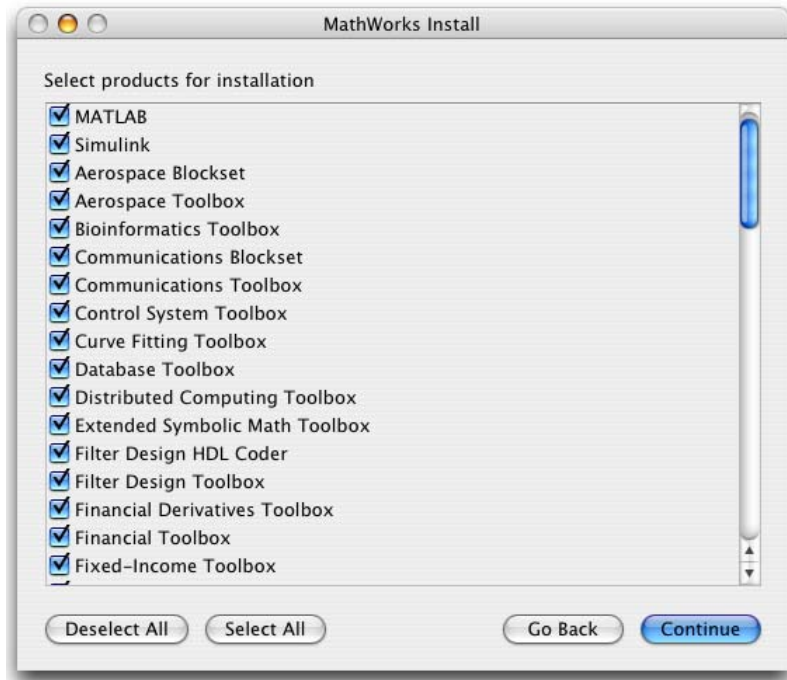 MathWorks Install
Select products for installation
MATLAB
Simulink
Aerospace Blockset
Aerospace Toolbox
Bioinformatics Toolbox
Communications Blockset
Communications Toolbox
Control System Toolbox
Curve Fitting Toolbox
Database Toolbox
Distributed Computing Toolbox
Extended Symbolic Math Toolbox
Filter Design HDL Coder
Filter Design Toolbox
Financial Derivatives Toolbox
Financial Toolbox
Fixed-Income Toolbox
Deselect All Select All Go Back Continue